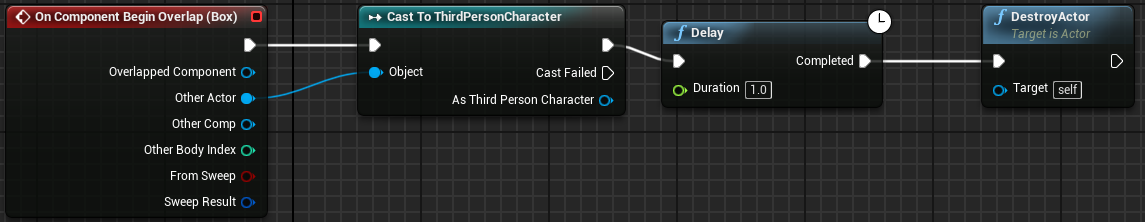 On Component Begin Overlap (Box)
Overlapped Component
Other Actor
Other Comp
Other Body Index
From Sweep
Sweep Result
Cast To ThirdPersonCharacter
Object
Cast Failed
As Third Person Character
f Delay
Completed
Duration 1.0
f DestroyActor
Target is Actor
Target self